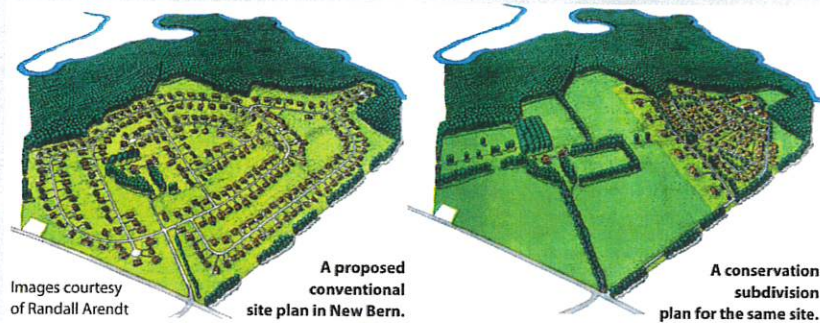 Images courtesy
of Randall Arendt
A proposed
conventional
site plan in New Bern.
A conservation
subdivision
plan for the same site.